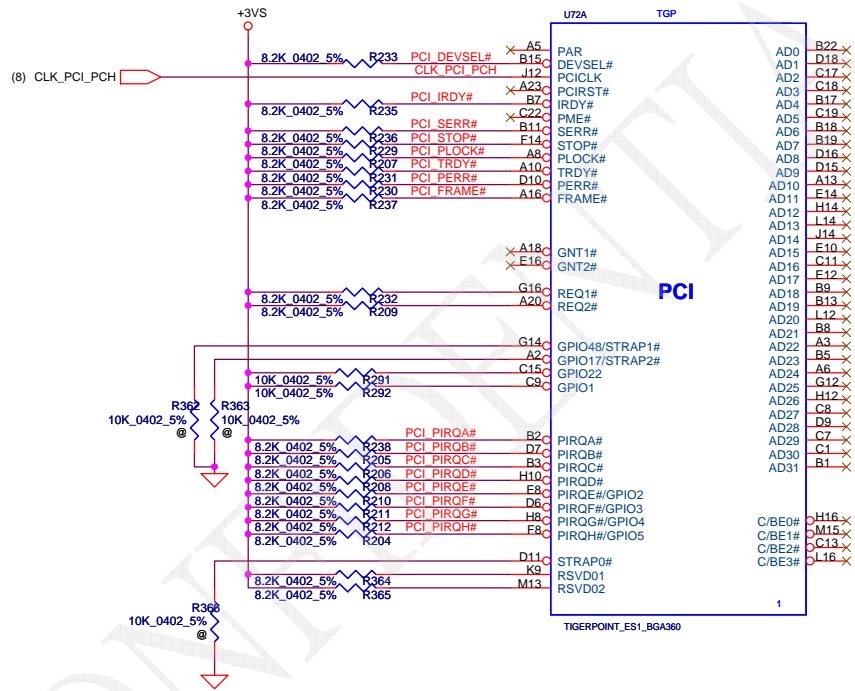 +3VS
U72A TGP
(8) CLK_PCI_PCH
8.2K_0402_5% R233 PCI_DEVSEL#
CLK_PCI_PCH
8.2K_0402_5% R235 PCI_IRDY#
8.2K_0402_5% R236 PCI_SERR#
8.2K_0402_5% R229 PCI_STOP#
8.2K_0402_5% R207 PCI_PLOCK#
8.2K_0402_5% R231 PCI_TRDY#
8.2K_0402_5% R230 PCI_PERR#
8.2K_0402_5% R237 PCI_FRAME#
8.2K_0402_5% R232
8.2K_0402_5% R209
10K_0402_5% R291
10K_0402_5% R292
R362 R363
10K_0402_5% 10K_0402_5%
@ @
8.2K_0402_5% R238 PCI_PIRQA#
8.2K_0402_5% R205 PCI_PIRQB#
8.2K_0402_5% R206 PCI_PIRQC#
8.2K_0402_5% R208 PCI_PIRQD#
8.2K_0402_5% R210 PCI_PIRQE#
8.2K_0402_5% R211 PCI_PIRQF#
8.2K_0402_5% R212 PCI_PIRQG#
8.2K_0402_5% R204 PCI_PIRQH#
8.2K_0402_5% R364
8.2K_0402_5% R365
R366
10K_0402_5%
@
A5 PAR
B15 DEVSEL#
J12 PCICLK
A23 PCIRST#
B7 IRDY#
C22 PME#
B11 SERR#
F14 STOP#
A8 PLOCK#
A10 TRDY#
D10 PERR#
A16 FRAME#
A18 GNT1#
E16 GNT2#
G16 REQ1#
A20 REQ2#
G14 GPIO48/STRAP1#
A2 GPIO17/STRAP2#
C15 GPIO22
C9 GPIO1
B2 PIRQA#
D7 PIRQB#
B3 PIRQC#
H10 PIRQD#
E8 PIRQE#/GPIO2
D6 PIRQF#/GPIO3
H8 PIRQG#/GPIO4
F8 PIRQH#/GPIO5
D11 STRAP0#
K9 RSVD01
M13 RSVD02
PCI
AD0 B22
AD1 D18
AD2 C17
AD3 C18
AD4 B17
AD5 C19
AD6 B18
AD7 B19
AD8 D16
AD9 D15
AD10 A13
AD11 E14
AD12 H14
AD13 L14
AD14 J14
AD15 E10
AD16 C11
AD17 E12
AD18 B9
AD19 B13
AD20 L12
AD21 B8
AD22 A3
AD23 B5
AD24 A6
AD25 G12
AD26 H12
AD27 C8
AD28 D9
AD29 C7
AD30 C1
AD31 B1
C/BE0# H16
C/BE1# M15
C/BE2# C13
C/BE3# L16
1
TIGERPOINT_ES1_BGA360
CONFIDENTIA